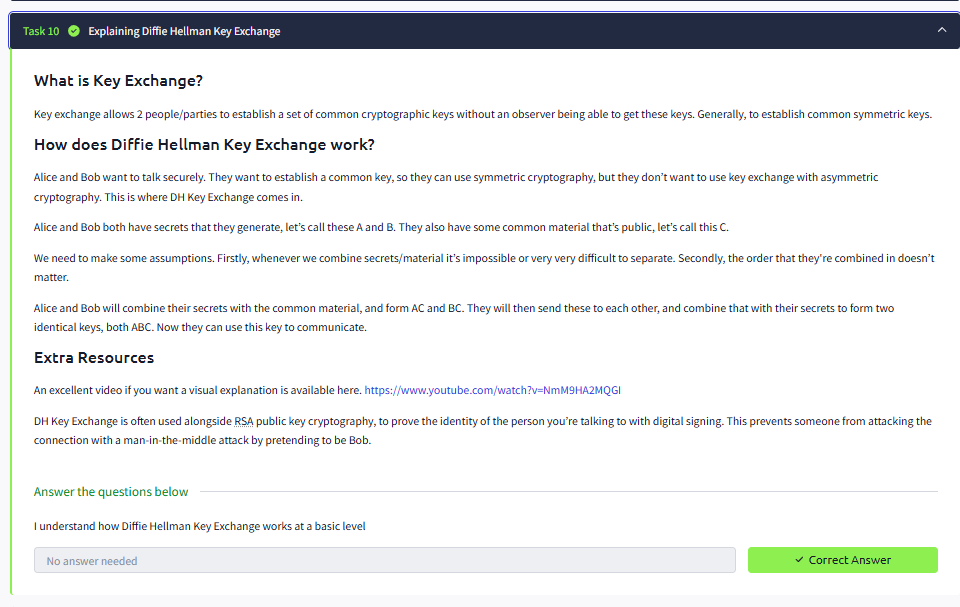 Task 10 Explaining Diffie Hellman Key Exchange
What is Key Exchange?
Key exchange allows 2 people/parties to establish a set of common cryptographic keys without an observer being able to get these keys. Generally, to establish common symmetric keys.
How does Diffie Hellman Key Exchange work?
Alice and Bob want to talk securely. They want to establish a common key, so they can use symmetric cryptography, but they don’t want to use key exchange with asymmetric
cryptography. This is where DH Key Exchange comes in.
Alice and Bob both have secrets that they generate, let’s call these A and B. They also have some common material that’s public, let’s call this C.
We need to make some assumptions. Firstly, whenever we combine secrets/material it’s impossible or very very difficult to separate. Secondly, the order that they're combined in doesn’t
matter.
Alice and Bob will combine their secrets with the common material, and form AC and BC. They will then send these to each other, and combine that with their secrets to form two
identical keys, both ABC. Now they can use this key to communicate.
Extra Resources
An excellent video if you want a visual explanation is available here. https://www.youtube.com/watch?v=NmM9HA2MQGI
DH Key Exchange is often used alongside RSA public key cryptography, to prove the identity of the person you’re talking to with digital signing. This prevents someone from attacking the
connection with a man-in-the-middle attack by pretending to be Bob.
Answer the questions below
I understand how Diffie Hellman Key Exchange works at a basic level
No answer needed
Correct Answer